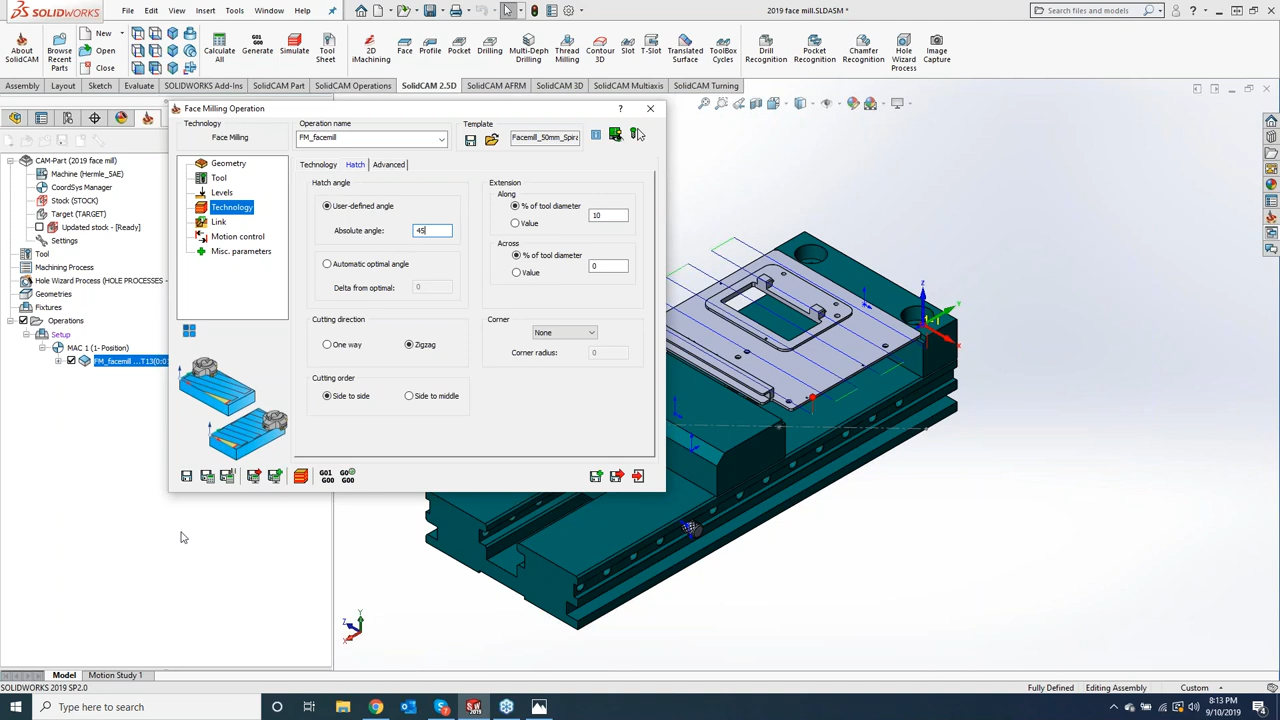 SOLIDWORKS File Edit View Insert Tools Window Help 2019 face mill.SLDASM * Search files and models
New Open Close
About SolidCAM Browse Recent Parts Calculate All G01 G00 Generate Simulate Tool Sheet 2D iMachining Face Profile Pocket Drilling Multi-Depth Drilling Thread Milling Contour 3D Slot T-Slot Translated Surface ToolBox Cycles Drill Recognition Pocket Recognition Chamfer Recognition Hole Wizard Process Image Capture
Assembly Layout Sketch Evaluate SOLIDWORKS Add-Ins SolidCAM Part SolidCAM Operations SolidCAM 2.5D SolidCAM AFRM SolidCAM 3D SolidCAM Multiaxis SolidCAM Turning
Face Milling Operation
Technology
Face Milling
Operation name
FM_facemill
Template
CAM-Part (2019 face mill)
Machine (Hermle_5AE)
CoordSys Manager
Stock (STOCK)
Target (TARGET)
Updated stock - [Ready]
Settings
Tool
Machining Process
Hole Wizard Process (HOLE PROCESSES -
Geometries
Fixtures
Operations
Setup
MAC 1 (1- Position)
FM_facemill ...T13(0:0
Geometry
Tool
Levels
Technology
Link
Motion control
Misc. parameters
Technology Hatch Advanced
Hatch angle
User-defined angle
Absolute angle: 45
Automatic optimal angle
Delta from optimal: 0
Cutting direction
One way Zigzag
Cutting order
Side to side Side to middle
Extension
Along
% of tool diameter 10
Value
Across
% of tool diameter 0
Value
Corner
None
Corner radius: 0
G01 G00
Z
Y
X
Y
Z
X
Model Motion Study 1
SOLIDWORKS 2019 SP2.0 Fully Defined Editing Assembly Custom
Type here to search
8:13 PM
9/10/2019